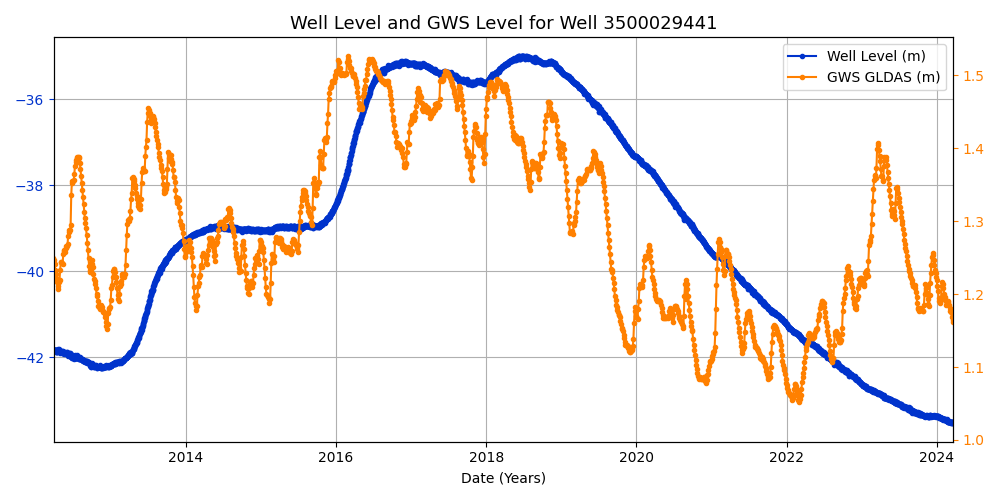 Well Level and GWS Level for Well 3500029441
Well Level (m)
GWS GLDAS (m)
−36
−38
−40
−42
1.5
1.4
1.3
1.2
1.1
1.0
2014 2016 2018 2020 2022 2024
Date (Years)